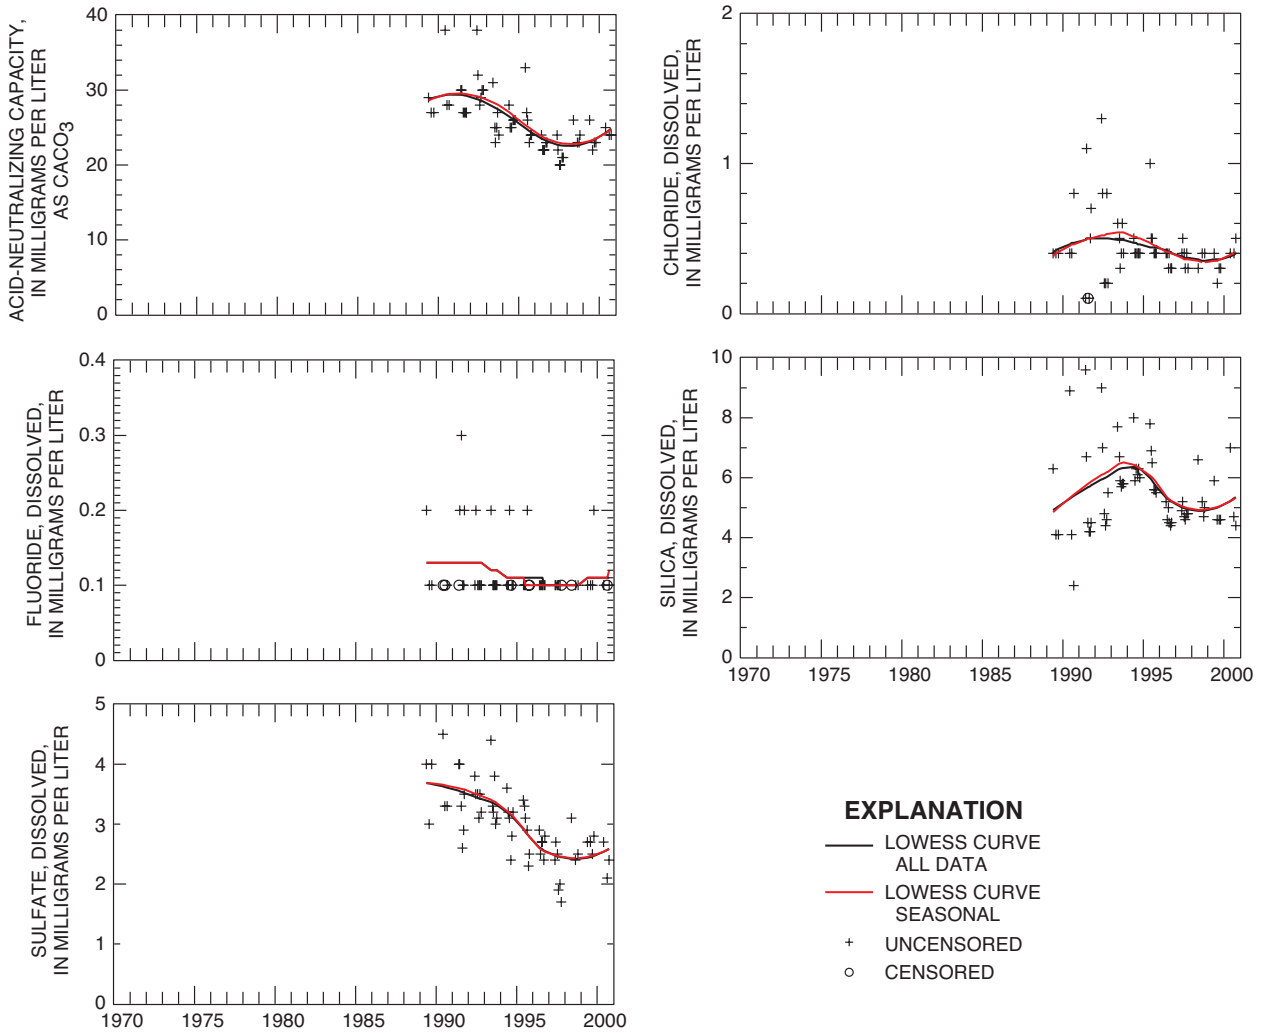 ACID-NEUTRALIZING CAPACITY,
IN MILLIGRAMS PER LITER
AS CACO3
40
30
20
10
0
CHLORIDE, DISSOLVED,
IN MILLIGRAMS PER LITER
2
1
0
FLUORIDE, DISSOLVED,
IN MILLIGRAMS PER LITER
0.4
0.3
0.2
0.1
0
SILICA, DISSOLVED,
IN MILLIGRAMS PER LITER
10
8
6
4
2
0
1970 1975 1980 1985 1990 1995 2000
SULFATE, DISSOLVED,
IN MILLIGRAMS PER LITER
5
4
3
2
1
0
1970 1975 1980 1985 1990 1995 2000
EXPLANATION
LOWESS CURVE
ALL DATA
LOWESS CURVE
SEASONAL
UNCENSORED
CENSORED